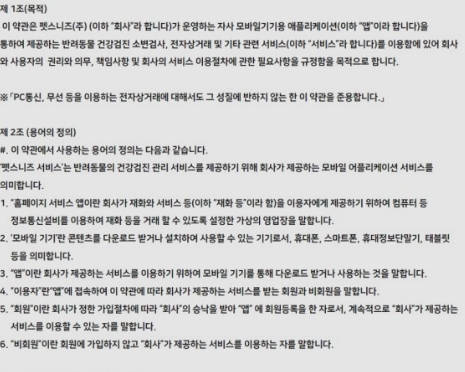 제 1조(목적)
이 약관은 펫스니즈(주) (이하 "회사"라 합니다)가 운영하는 자사 모바일기기용 애플리케이션(이하 "앱"이라 합니다)을
통하여 제공하는 반려동물 건강검진 소변검사, 전자상거래 및 기타 관련 서비스(이하 "서비스"라 합니다)를 이용함에 있어 회사
와 사용자의 권리와 의무, 책임사항 및 회사의 서비스 이용절차에 관한 필요사항을 규정함을 목적으로 합니다.
※「PC통신, 무선 등을 이용하는 전자상거래에 대해서도 그 성질에 반하지 않는 한 이 약관을 준용합니다.」
제 2조 (용어의 정의)
#. 이 약관에서 사용하는 용어의 정의는 다음과 같습니다.
'펫스니즈 서비스'는 반려동물의 건강검진 관리 서비스를 제공하기 위해 회사가 제공하는 모바일 어플리케이션 서비스를
의미합니다.
1. "홈페이지 서비스 앱이란 회사가 재화와 서비스 등(이하 "재화 등"이라 함)을 이용자에게 제공하기 위하여 컴퓨터 등
정보통신설비를 이용하여 재화 등을 거래 할 수 있도록 설정한 가상의 영업장을 말합니다.
2. '모바일 기기'란 콘텐츠를 다운로드 받거나 설치하여 사용할 수 있는 기기로서, 휴대폰, 스마트폰, 휴대정보단말기, 태블릿
등을 의미합니다.
3. "앱"이란 회사가 제공하는 서비스를 이용하기 위하여 모바일 기기를 통해 다운로드 받거나 사용하는 것을 말합니다.
4. "이용자"란"앱"에 접속하여 이 약관에 따라 회사가 제공하는 서비스를 받는 회원과 비회원을 말합니다.
5. "회원"이란 회사가 정한 가입절차에 따라 "회사"의 승낙을 받아 "앱" 에 회원등록을 한 자로서, 계속적으로 "회사"가 제공하는
서비스를 이용할 수 있는 자를 말합니다.
6. "비회원"이란 회원에 가입하지 않고 "회사"가 제공하는 서비스를 이용하는 자를 말합니다.